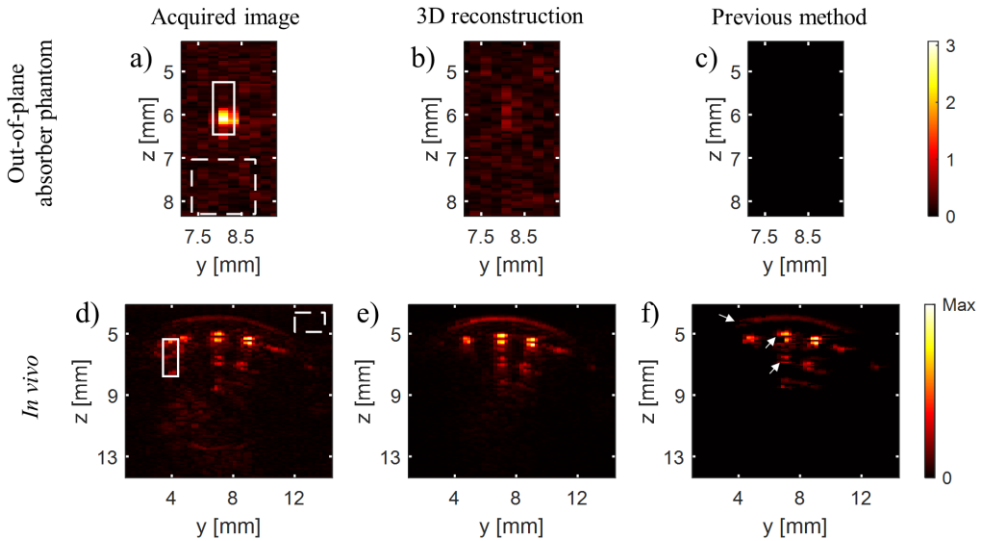 Acquired image
3D reconstruction
Previous method
Out-of-plane
absorber phantom
a)
z [mm]
5
6
7
8
7.5
8.5
y [mm]
b)
z [mm]
5
6
7
8
7.5
8.5
y [mm]
c)
z [mm]
5
6
7
8
7.5
8.5
y [mm]
3
2
1
0
In vivo
d)
z [mm]
5
9
13
4
8
12
y [mm]
e)
z [mm]
5
9
13
4
8
12
y [mm]
f)
z [mm]
5
9
13
4
8
12
y [mm]
Max
0